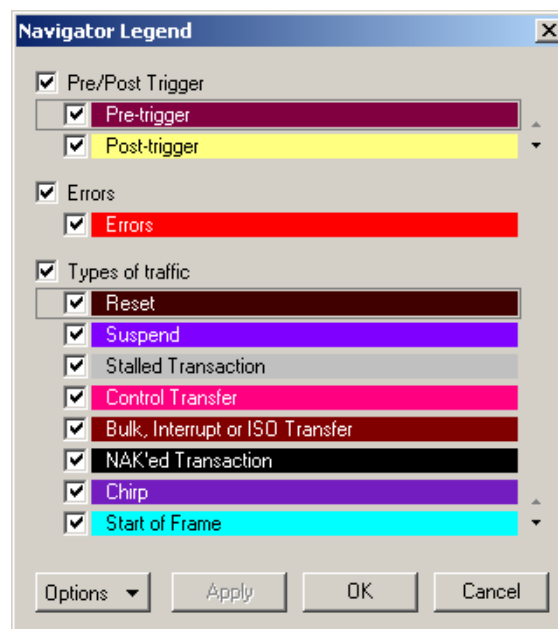 Navigator Legend
Pre/Post Trigger
Pre-trigger
Post-trigger
Errors
Errors
Types of traffic
Reset
Suspend
Stalled Transaction
Control Transfer
Bulk, Interrupt or ISO Transfer
NAK'ed Transaction
Chirp
Start of Frame
Options Apply OK Cancel